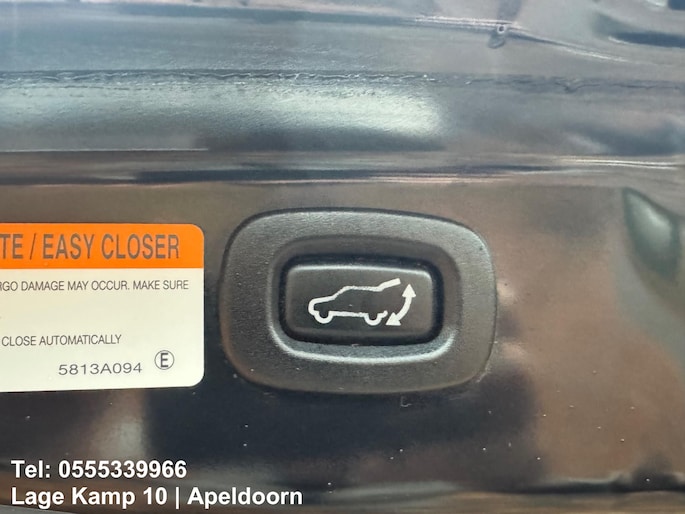 TE / EASY CLOSER
RGO DAMAGE MAY OCCUR. MAKE SURE
CLOSE AUTOMATICALLY
5813A094 E
Tel: 0555339966
Lage Kamp 10 | Apeldoorn